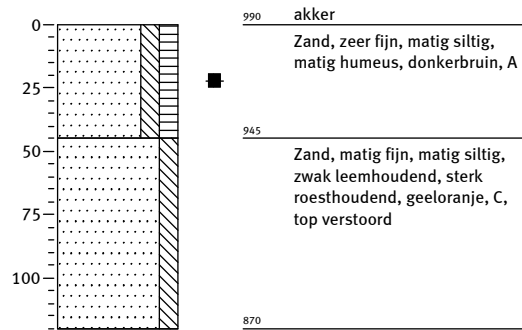 0
25
50
75
100
990 akker
Zand, zeer fijn, matig siltig,
matig humeus, donkerbruin, A
945
Zand, matig fijn, matig siltig,
zwak leemhoudend, sterk
roesthoudend, geeloranje, C,
top verstoord
870